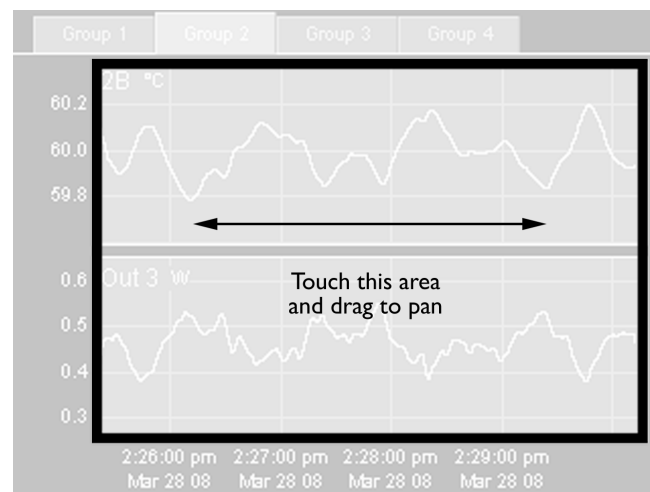 Group 1 Group 2 Group 3 Group 4
2B °C
60.2
60.0
59.8
Out 3 W
0.6
0.5
0.4
0.3
Touch this area
and drag to pan
2:26:00 pm 2:27:00 pm 2:28:00 pm 2:29:00 pm
Mar 28 08 Mar 28 08 Mar 28 08 Mar 28 08